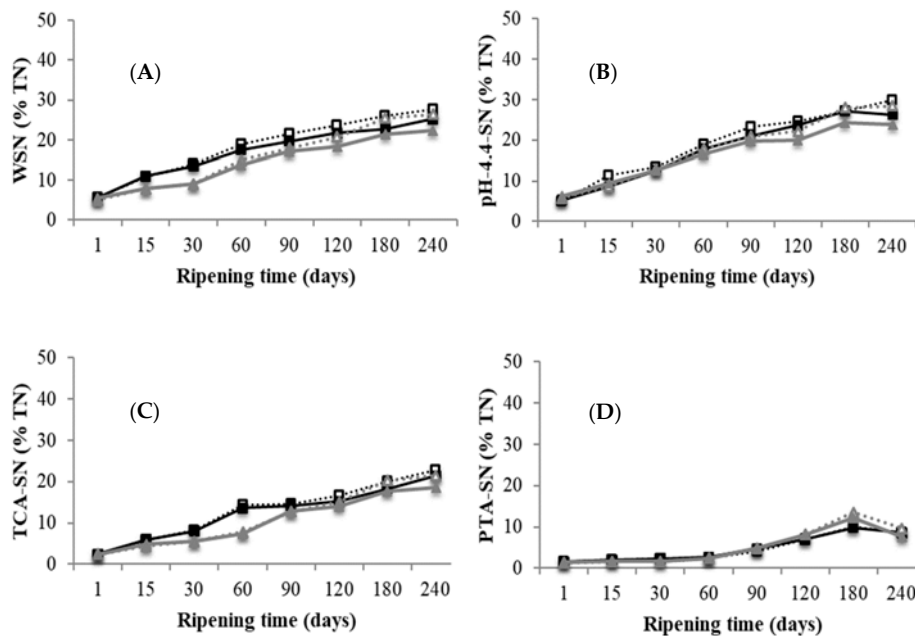 50
40
30
20
10
0
WSN (% TN)
(A)
1 15 30 60 90 120 180 240
Ripening time (days)
50
40
30
20
10
0
pH-4.4-SN (% TN)
(B)
1 15 30 60 90 120 180 240
Ripening time (days)
50
40
30
20
10
0
TCA-SN (% TN)
(C)
1 15 30 60 90 120 180 240
Ripening time (days)
50
40
30
20
10
0
PTA-SN (% TN)
(D)
1 15 30 60 90 120 180 240
Ripening time (days)